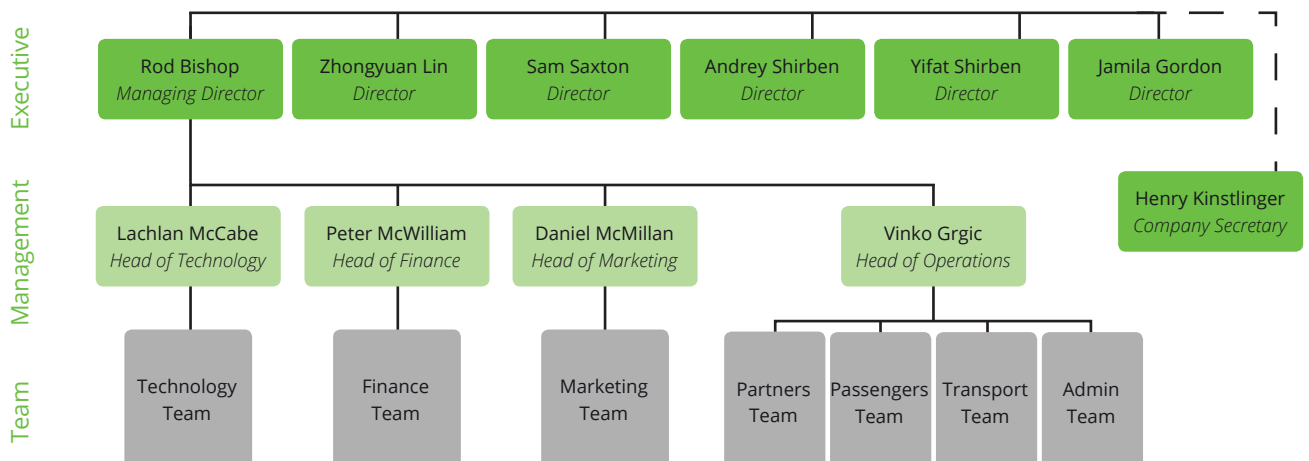 Executive
Rod Bishop
Managing Director
Zhongyuan Lin
Director
Sam Saxton
Director
Andrey Shirben
Director
Yifat Shirben
Director
Jamila Gordon
Director
Henry Kinstlinger
Company Secretary
Management
Lachlan McCabe
Head of Technology
Peter McWilliam
Head of Finance
Daniel McMillan
Head of Marketing
Vinko Grgic
Head of Operations
Team
Technology
Team
Finance
Team
Marketing
Team
Partners
Team
Passengers
Team
Transport
Team
Admin
Team